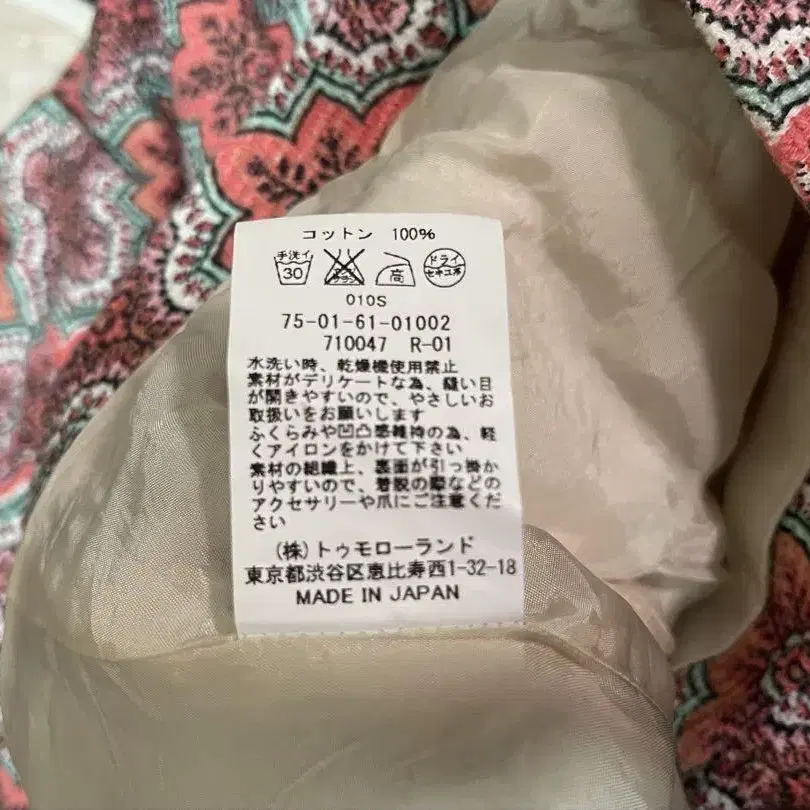 コットン 100%
手洗イ 30 高 ドライ セキユ系
010S
75-01-61-01002
710047 R-01
水洗い時、乾燥機使用禁止
素材がデリケートな為、縫い目
が開きやすいので、やさしいお
取扱いをお願いします
ふくらみや凹凸感維持の為、軽
くアイロンをかけて下さい
素材の組織上、裏面が引っ掛か
りやすいので、着脱の際などの
アクセサリーや爪にご注意くだ
さい
(株)トゥモローランド
東京都渋谷区恵比寿西1-32-18
MADE IN JAPAN